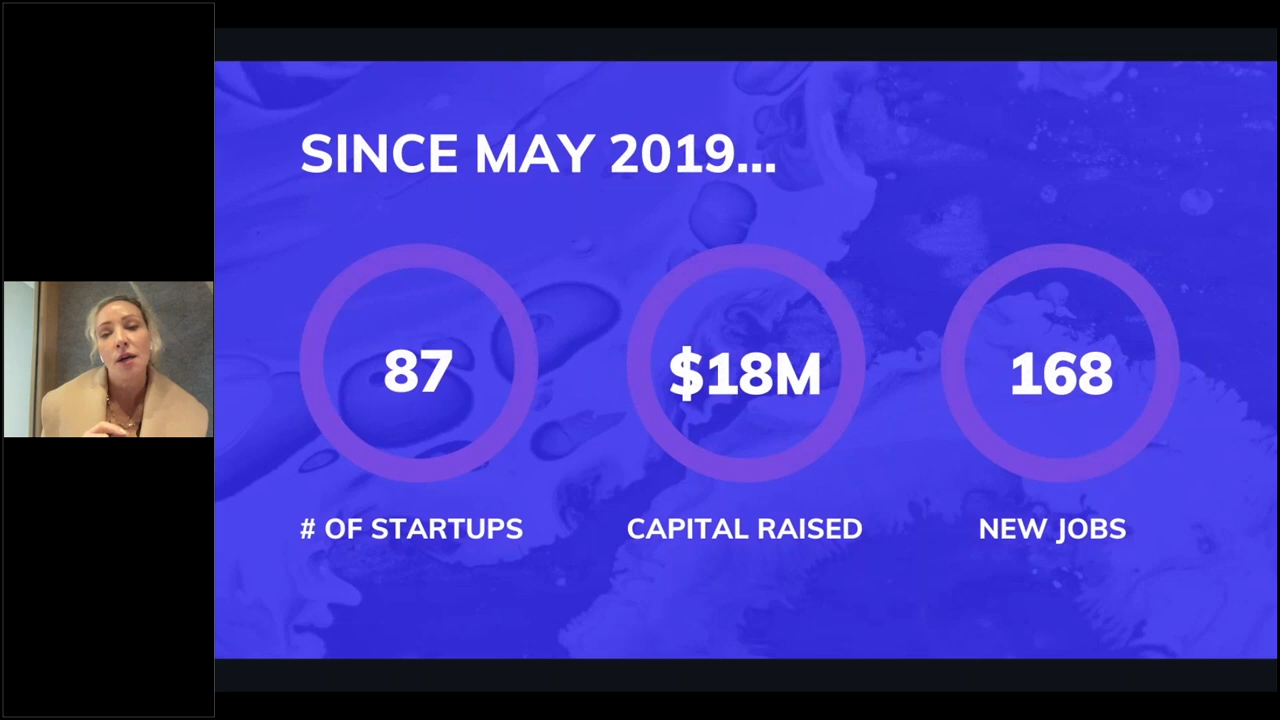 SINCE MAY 2019...
87
$18M
168
# OF STARTUPS
CAPITAL RAISED
NEW JOBS